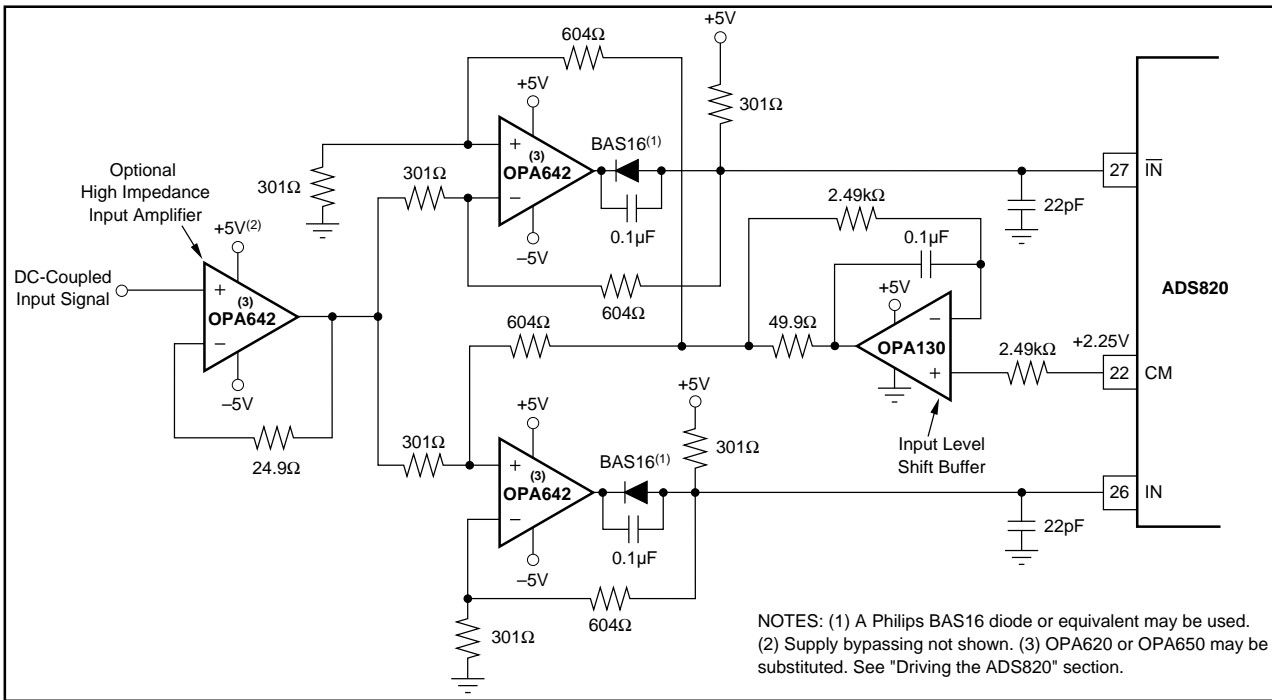 +5V
604Ω
+5V
301Ω
BAS16(1)
+
(3)
OPA642
–
–5V
0.1µF
27
IN
Optional
High Impedance
Input Amplifier
301Ω
301Ω
2.49kΩ
22pF
+5V(2)
0.1µF
DC-Coupled
Input Signal
+
(3)
OPA642
–
–5V
604Ω
+5V
ADS820
604Ω
49.9Ω
–
OPA130
+
2.49kΩ
+2.25V
22
CM
24.9Ω
+5V
+5V
301Ω
301Ω
Input Level
Shift Buffer
BAS16(1)
+
(3)
OPA642
–
–5V
0.1µF
26
IN
22pF
604Ω
301Ω
NOTES: (1) A Philips BAS16 diode or equivalent may be used.
(2) Supply bypassing not shown. (3) OPA620 or OPA650 may be
substituted. See "Driving the ADS820" section.